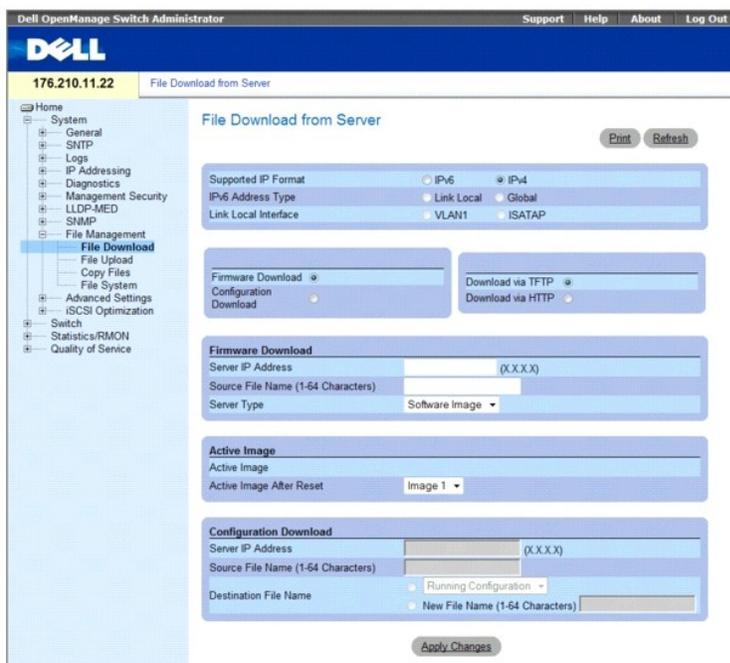 Dell OpenManage Switch Administrator
Support Help About Log Out
DELL
176.210.11.22
File Download from Server
Home
System
General
SNTP
Logs
IP Addressing
Diagnostics
Management Security
LLDP-MED
SNMP
File Management
File Download
File Upload
Copy Files
File System
Advanced Settings
iSCSI Optimization
Switch
Statistics/RMON
Quality of Service
File Download from Server
Print Refresh
Supported IP Format IPv6 IPv4
IPv6 Address Type Link Local Global
Link Local Interface VLAN1 ISATAP
Firmware Download
Configuration Download
Download via TFTP
Download via HTTP
Firmware Download
Server IP Address (X.X.X.X)
Source File Name (1-64 Characters)
Server Type Software Image
Active Image
Active Image
Active Image After Reset Image 1
Configuration Download
Server IP Address (X.X.X.X)
Source File Name (1-64 Characters)
Destination File Name Running Configuration
New File Name (1-64 Characters)
Apply Changes